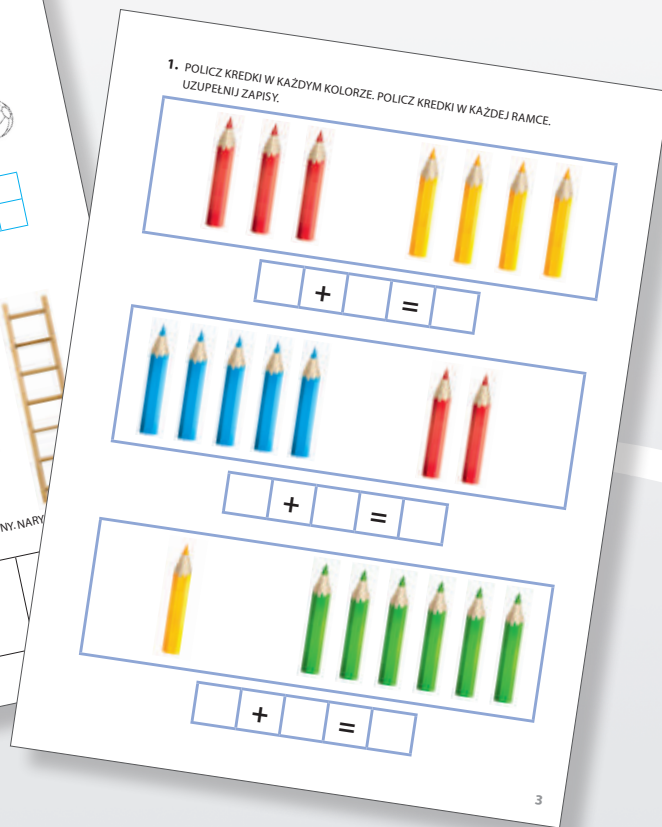 1. POLICZ KREDKI W KAŻDYM KOLORZE. POLICZ KREDKI W KAŻDEJ RAMCE.
UZUPEŁNIJ ZAPISY.
+ =
+ =
NY. NARY
+ =
3